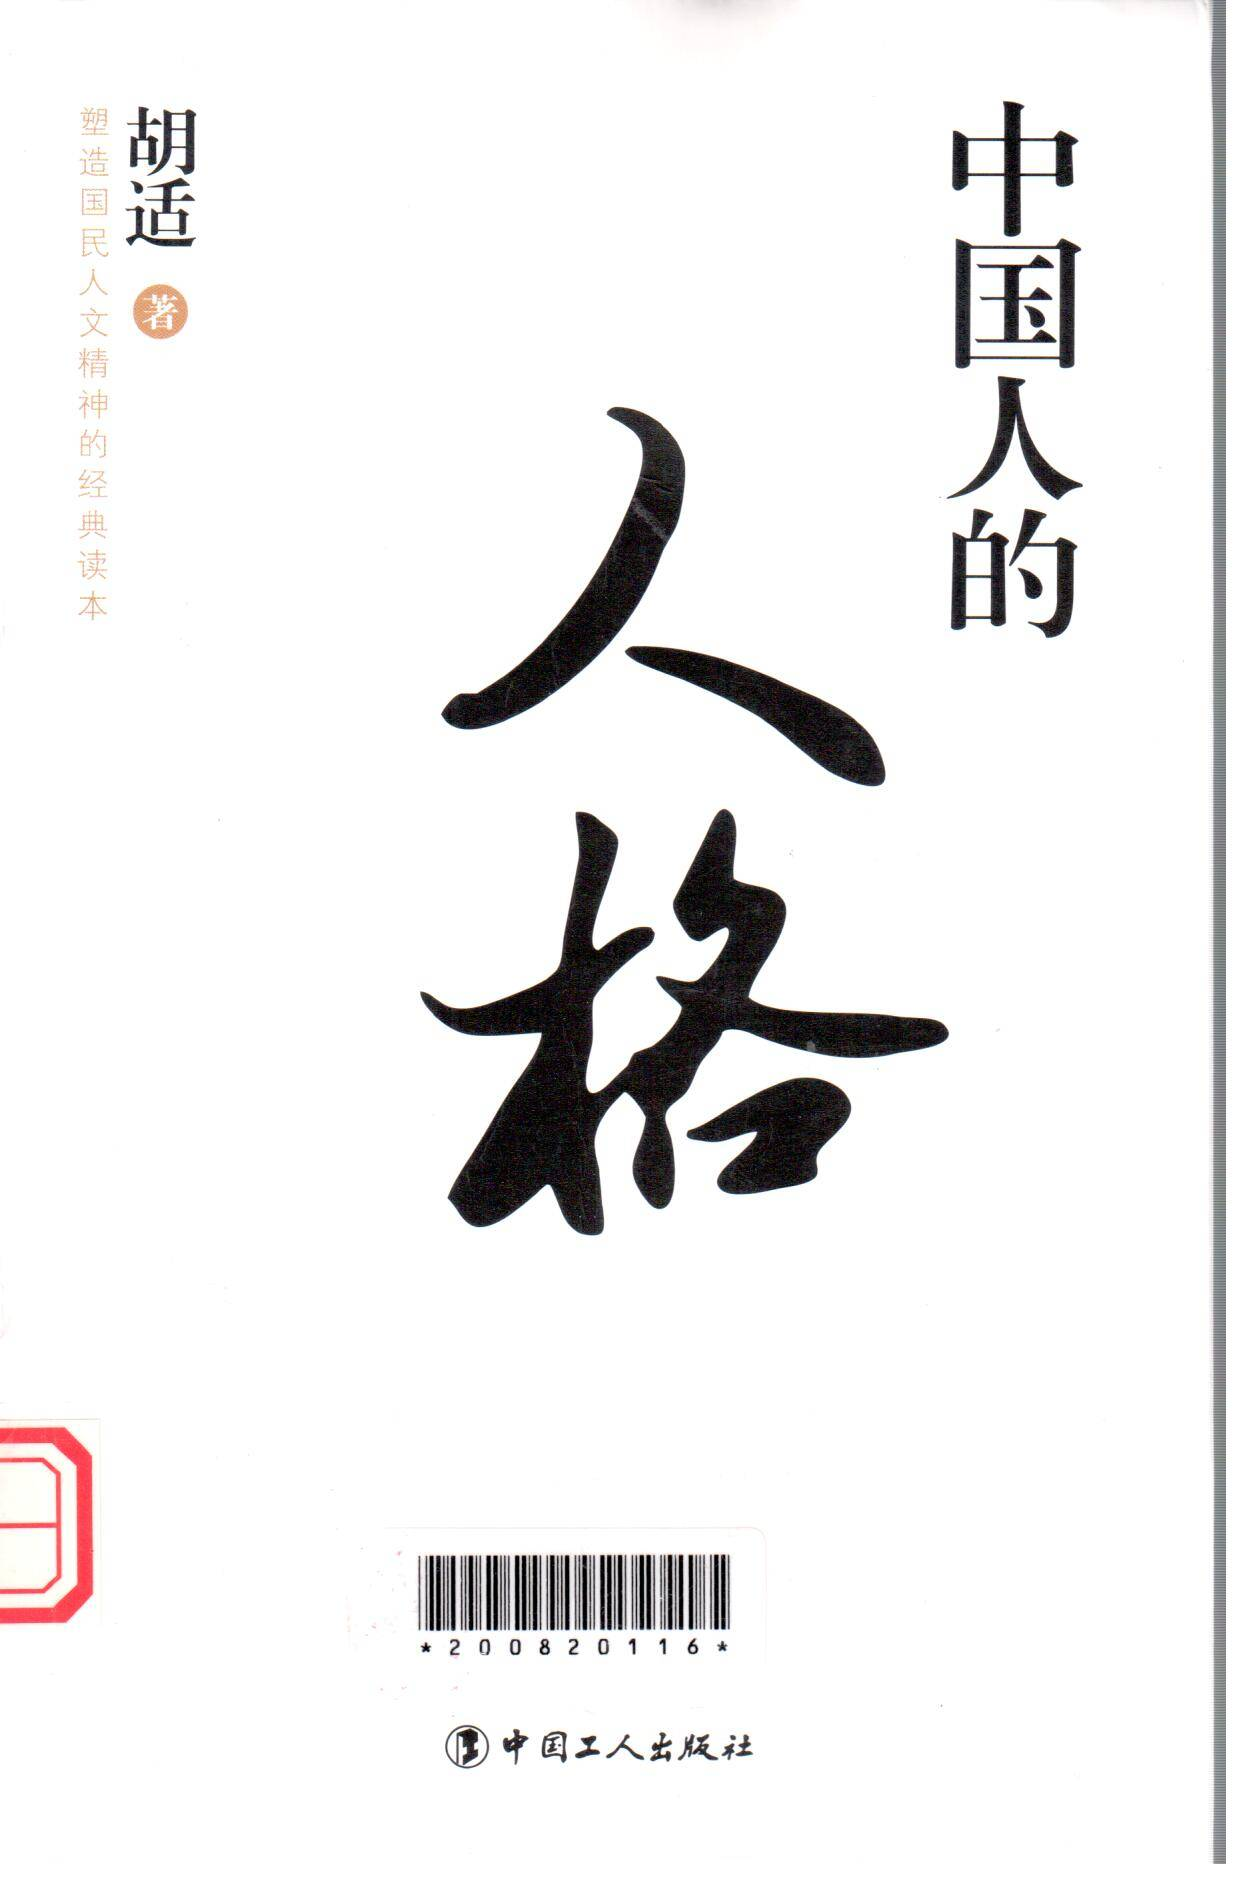 中国人的
人格
胡适 著
塑造国民人文精神的经典读本
*200820116*
中国工人出版社